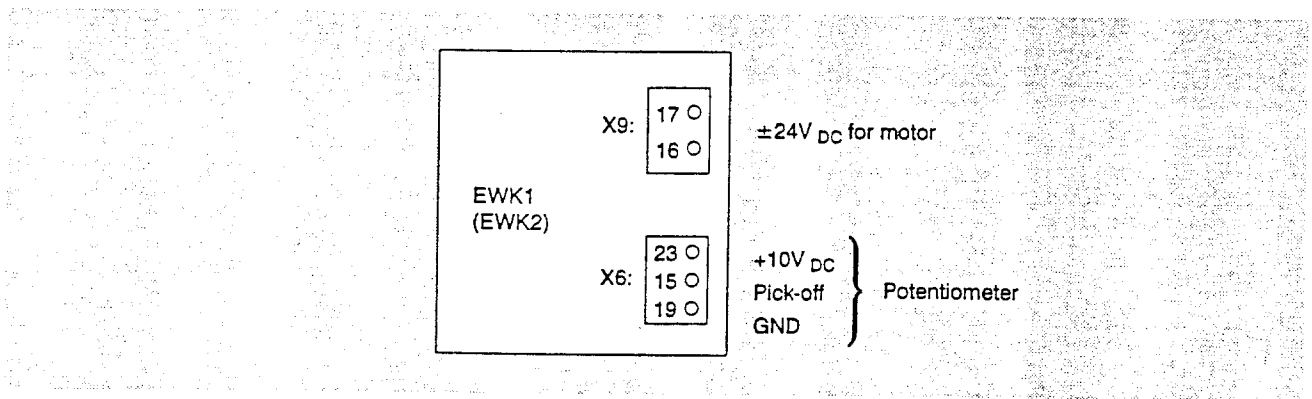 X9:
17
16
±24V DC for motor
EWK1
(EWK2)
X6:
23
15
19
+10V DC
Pick-off
GND
Potentiometer